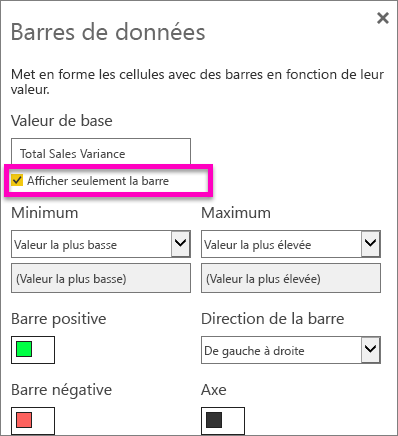 Barres de données
Met en forme les cellules avec des barres en fonction de leur
valeur.
Valeur de base
Total Sales Variance
Afficher seulement la barre
Minimum
Maximum
Valeur la plus basse
Valeur la plus élevée
(Valeur la plus basse)
(Valeur la plus élevée)
Barre positive
Direction de la barre
De gauche à droite
Barre négative
Axe